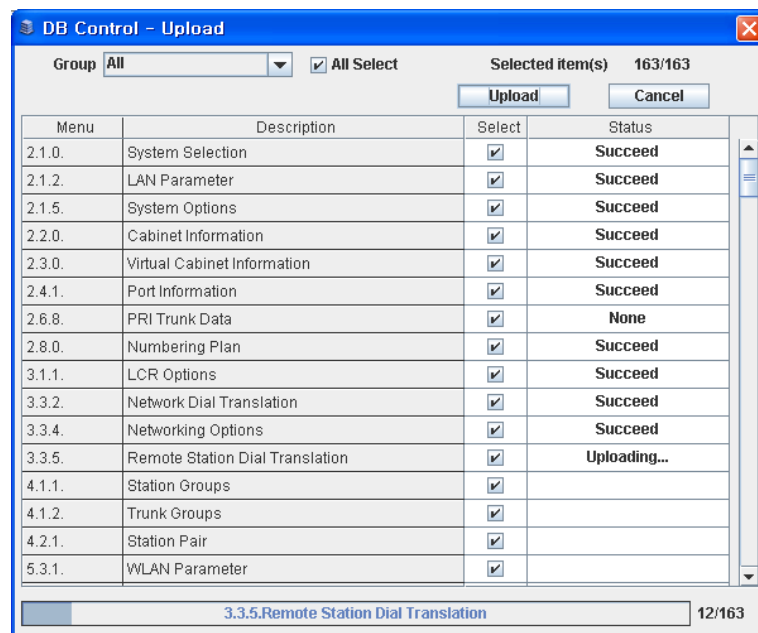 DB Control - Upload
Group All All Select Selected item(s) 163/163
Upload Cancel
Menu Description Select Status
2.1.0. System Selection Succeed
2.1.2. LAN Parameter Succeed
2.1.5. System Options Succeed
2.2.0. Cabinet Information Succeed
2.3.0. Virtual Cabinet Information Succeed
2.4.1. Port Information Succeed
2.6.8. PRI Trunk Data None
2.8.0. Numbering Plan Succeed
3.1.1. LCR Options Succeed
3.3.2. Network Dial Translation Succeed
3.3.4. Networking Options Succeed
3.3.5. Remote Station Dial Translation Uploading...
4.1.1. Station Groups
4.1.2. Trunk Groups
4.2.1. Station Pair
5.3.1. WLAN Parameter
3.3.5.Remote Station Dial Translation 12/163